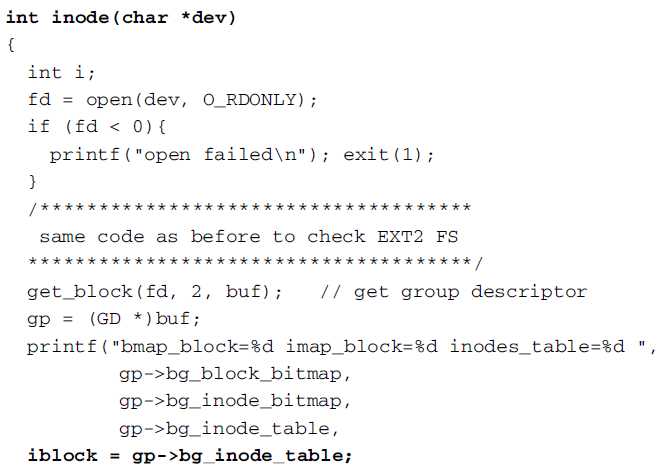 int inode(char *dev)
{
  int i;
  fd = open(dev, O_RDONLY);
  if (fd < 0){
    printf("open failed\n"); exit(1);
  }
  /************************************
   same code as before to check EXT2 FS
  *************************************/
  get_block(fd, 2, buf);   // get group descriptor
  gp = (GD *)buf;
  printf("bmap_block=%d imap_block=%d inodes_table=%d ",
          gp->bg_block_bitmap,
          gp->bg_inode_bitmap,
          gp->bg_inode_table,
  iblock = gp->bg_inode_table;